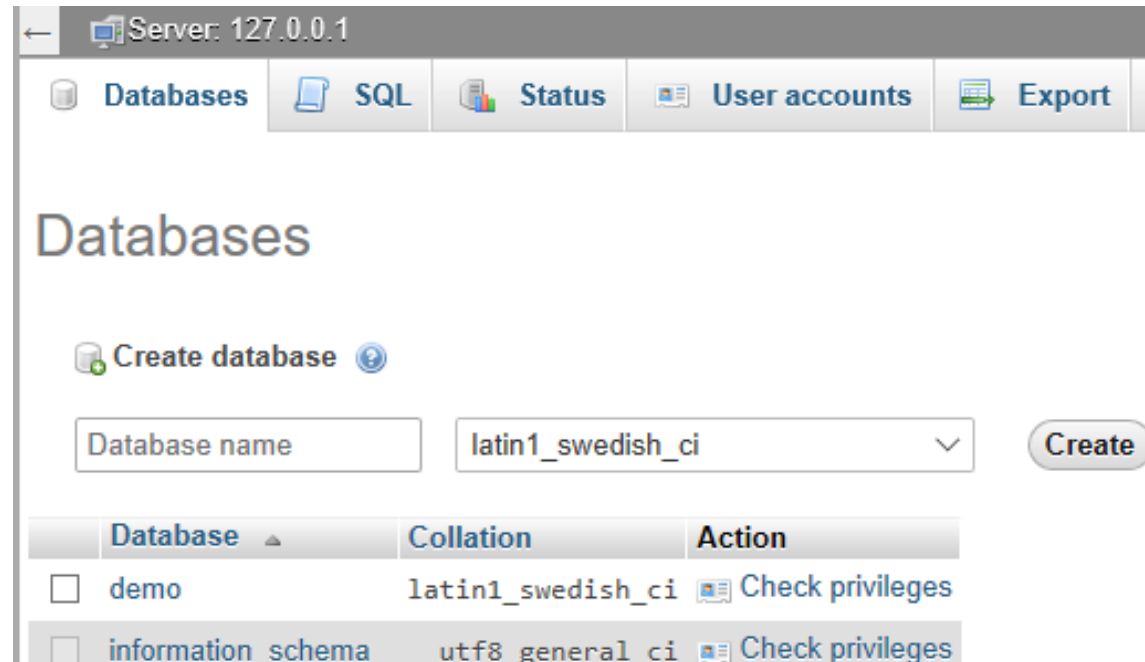 ← Server: 127.0.0.1
Databases SQL Status User accounts Export
Databases
Create database
Database name latin1_swedish_ci Create
Database Collation Action
demo latin1_swedish_ci Check privileges
information_schema utf8_general_ci Check privileges